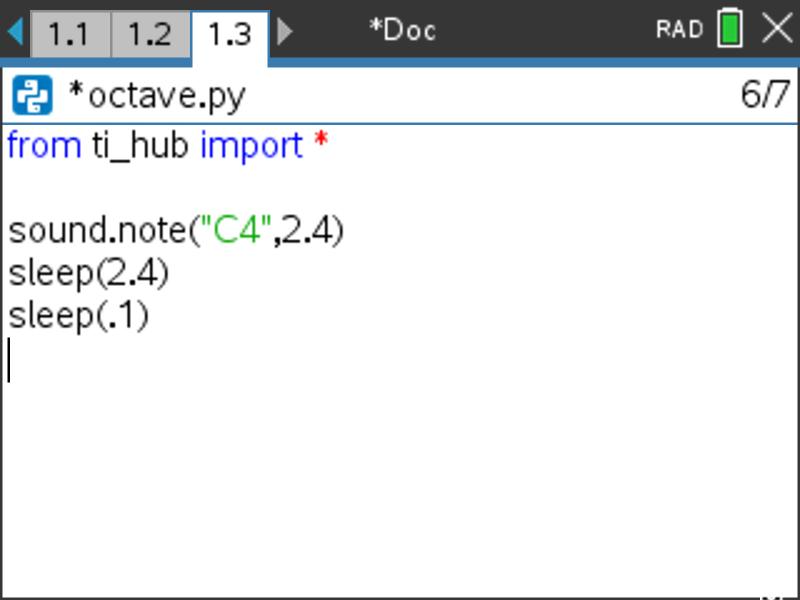 1.1 1.2 1.3 *Doc RAD
*octave.py 6/7
from ti_hub import *
sound.note("C4",2.4)
sleep(2.4)
sleep(.1)